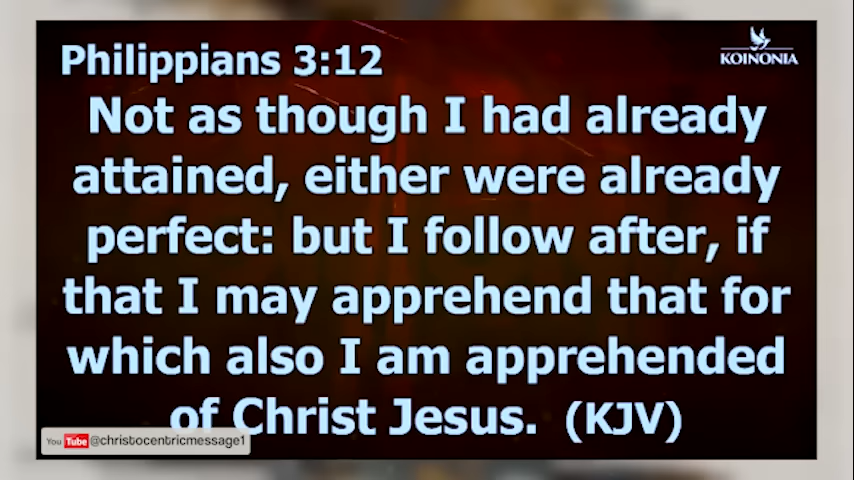 Philippians 3:12
KOINONIA
Not as though I had already
attained, either were already
perfect: but I follow after, if
that I may apprehend that for
which also I am apprehended
of Christ Jesus. (KJV)
You Tube @christocentricmessage1